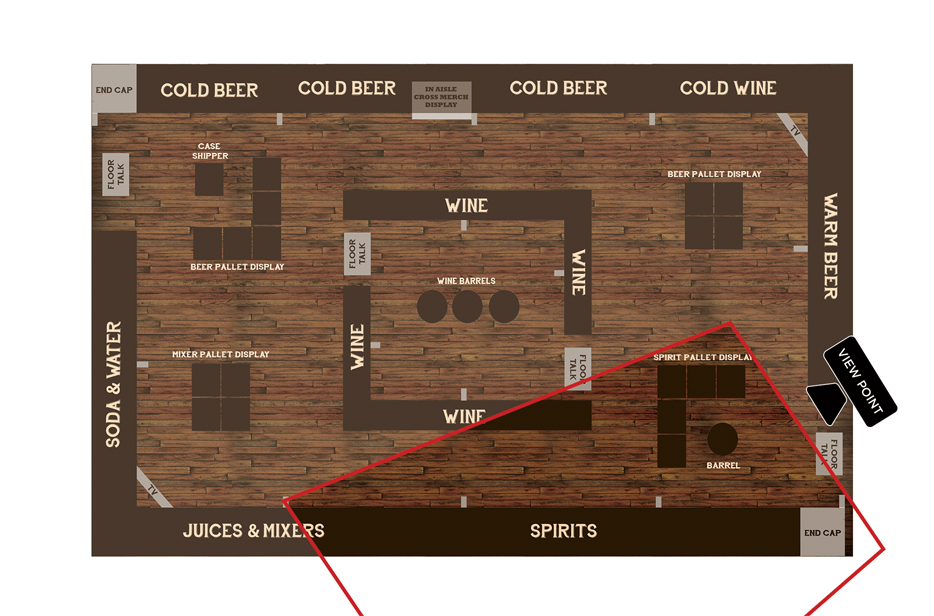 END CAP
COLD BEER
COLD BEER
IN AISLE
CROSS MERCH
DISPLAY
COLD BEER
COLD WINE
TV
CASE
SHIPPER
FLOOR
TALK
BEER PALLET DISPLAY
WINE
WARM BEER
FLOOR
TALK
WINE
BEER PALLET DISPLAY
WINE BARRELS
SODA & WATER
WINE
MIXER PALLET DISPLAY
FLOOR
TALK
SPIRIT PALLET DISPLAY
VIEW POINT
WINE
BARREL
FLOOR
TALK
TV
JUICES & MIXERS
SPIRITS
END CAP